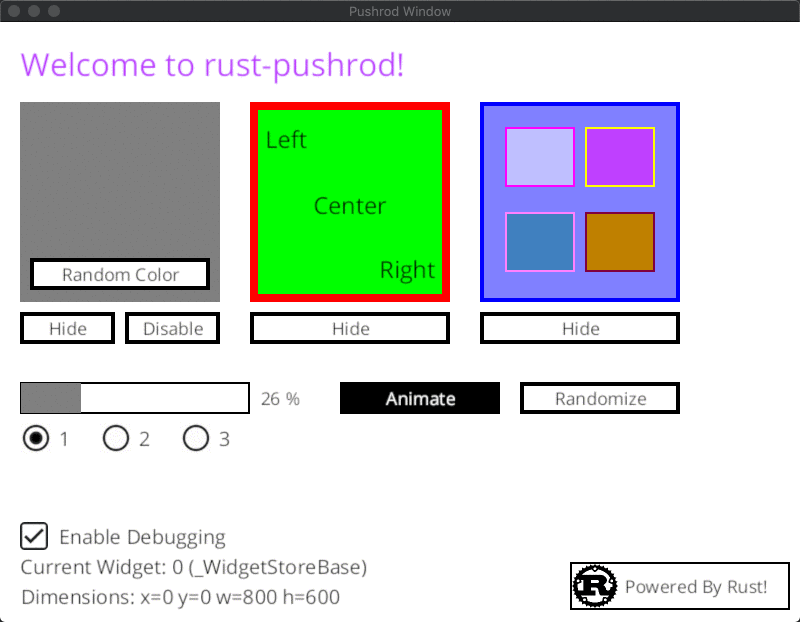 Pushrod Window
Welcome to rust-pushrod!
Random Color
Left
Center
Right
Hide
Disable
Hide
Hide
26 %
Animate
Randomize
1
2
3
Enable Debugging
Current Widget: 0 (_WidgetStoreBase)
Dimensions: x=0 y=0 w=800 h=600
R
Powered By Rust!